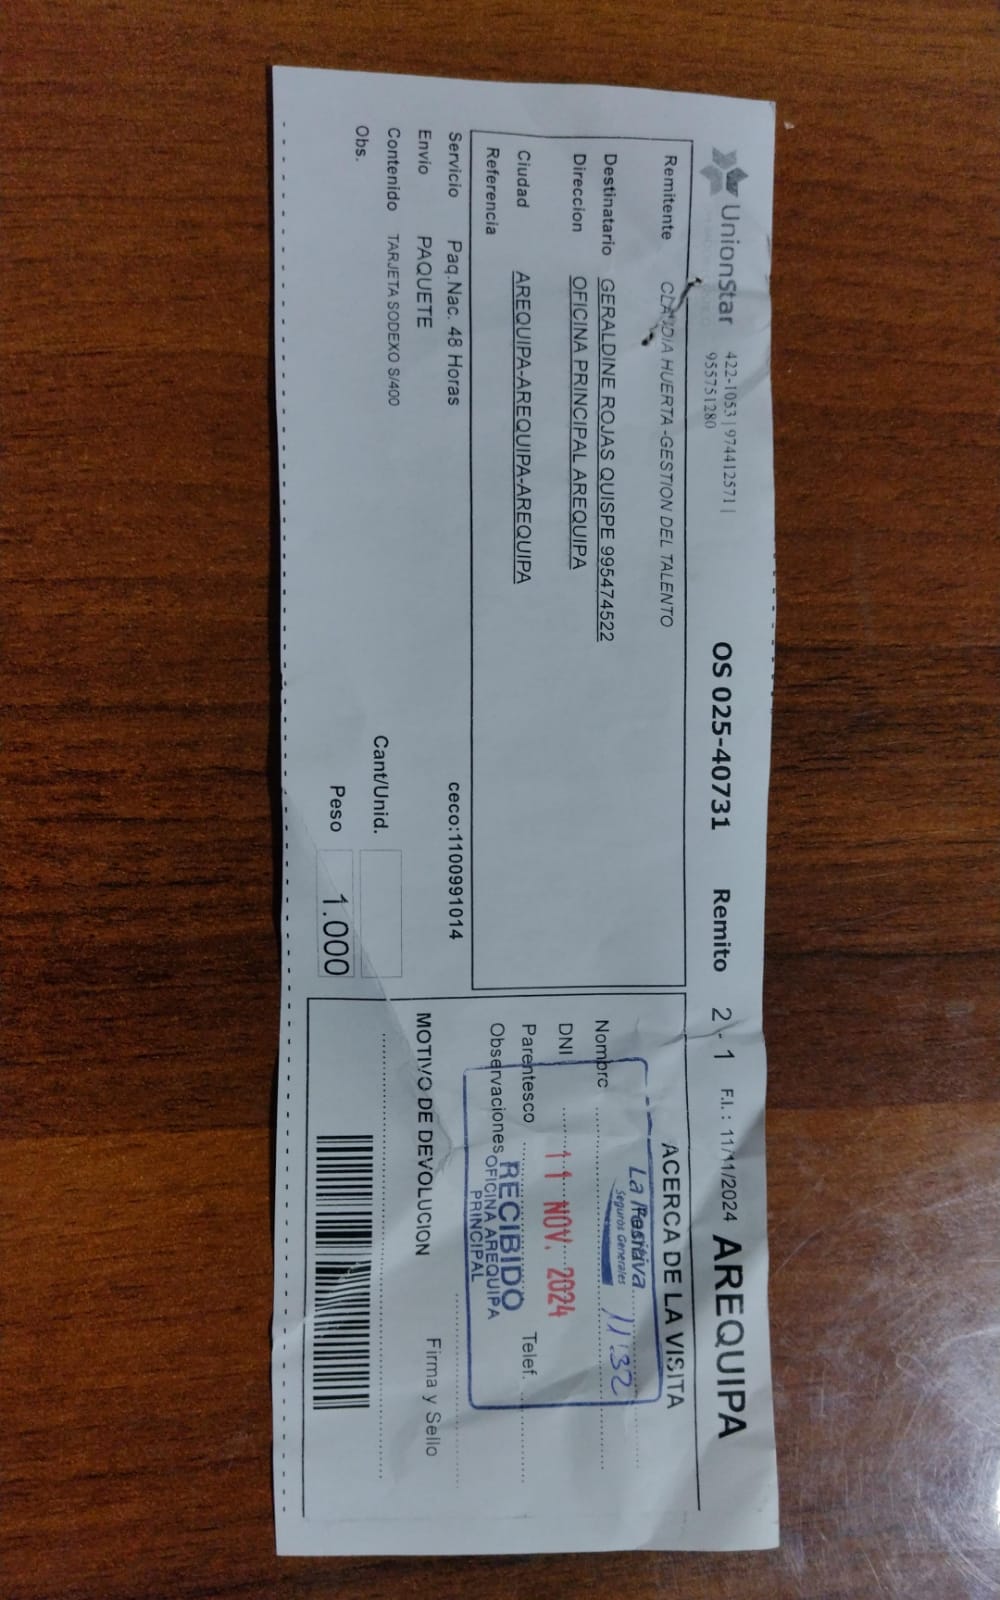 UnionStar 422-1053 | 974412571 |
955751280
OS 025-40731 Remito 2 - 1 F.I. : 11/11/2024 AREQUIPA
Remitente CLAUDIA HUERTA -GESTION DEL TALENTO
Destinatario GERALDINE ROJAS QUISPE 995474522
Direccion OFICINA PRINCIPAL AREQUIPA
Ciudad AREQUIPA-AREQUIPA-AREQUIPA
Referencia
Servicio Paq.Nac. 48 Horas ceco:1100991014
Envio PAQUETE
Contenido TARJETA SODEXO S/400 Cant/Unid.
Obs. Peso 1.000
ACERCA DE LA VISITA
La Positiva
Seguros Generales 11:32
Nombre
DNI 11 NOV. 2024
Parentesco Telef.
RECIBIDO
Observaciones OFICINA AREQUIPA
PRINCIPAL
MOTIVO DE DEVOLUCION Firma y Sello